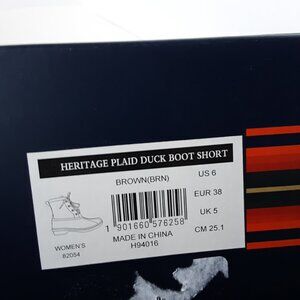 HERITAGE PLAID DUCK BOOT SHORT
BROWN(BRN)
US 6
EUR 38
UK 5
CM 25.1
1 901660 576258
MADE IN CHINA
H94016
WOMEN'S
82054